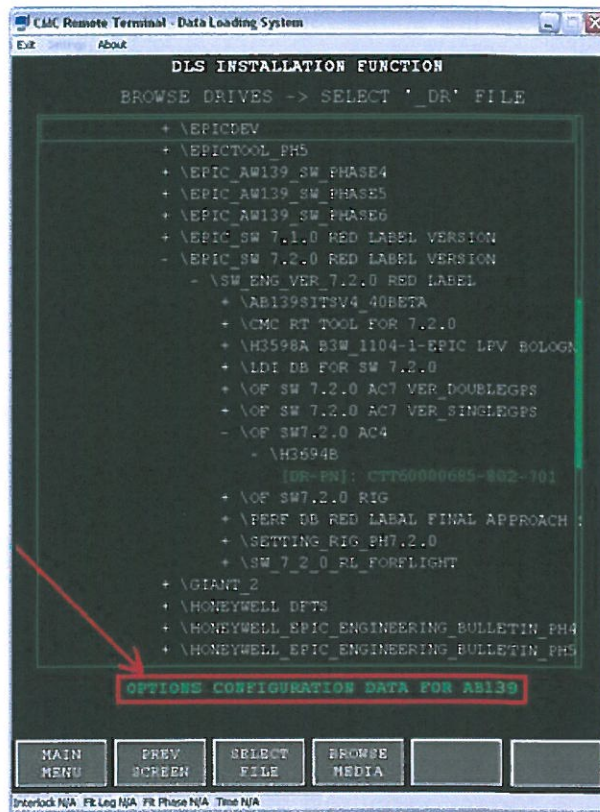 CMC Remote Terminal - Data Loading System
Exit Settings About
DLS INSTALLATION FUNCTION
BROWSE DRIVES -> SELECT '_DR' FILE
+ \EPICDEV
+ \EPICTOOL_PH5
+ \EPIC_AW139_SW_PHASE4
+ \EPIC_AW139_SW_PHASE5
+ \EPIC_AW139_SW_PHASE6
+ \EPIC_SW 7.1.0 RED LABEL VERSION
- \EPIC_SW 7.2.0 RED LABEL VERSION
- \SW_ENG_VER_7.2.0 RED LABEL
+ \AB139SITSV4_40BETA
+ \CMC RT TOOL FOR 7.2.0
+ \H3598A B3W_1104-1-EPIC LPV BOLOGN
+ \LDI DB FOR SW 7.2.0
+ \OF SW 7.2.0 AC7 VER_DOUBLEGPS
+ \OF SW 7.2.0 AC7 VER_SINGLEGPS
- \OF SW7.2.0 AC4
- \H3694B
[DR-PN]: CTT60000685-802-701
+ \OF SW7.2.0 RIG
+ \PERF DB RED LABAL FINAL APPROACH
+ \SETTING_RIG_PH7.2.0
+ \SW_7_2_0_RL_FORFLIGHT
+ \GIANT_2
+ \HONEYWELL DFTS
+ \HONEYWELL_EPIC_ENGINEERING_BULLETIN_PH4
+ \HONEYWELL_EPIC_ENGINEERING_BULLETIN_PH5
OPTIONS CONFIGURATION DATA FOR AB139
MAIN MENU
PREV SCREEN
SELECT FILE
BROWSE MEDIA
Interlock N/A Flt Leg N/A Flt Phase N/A Time N/A